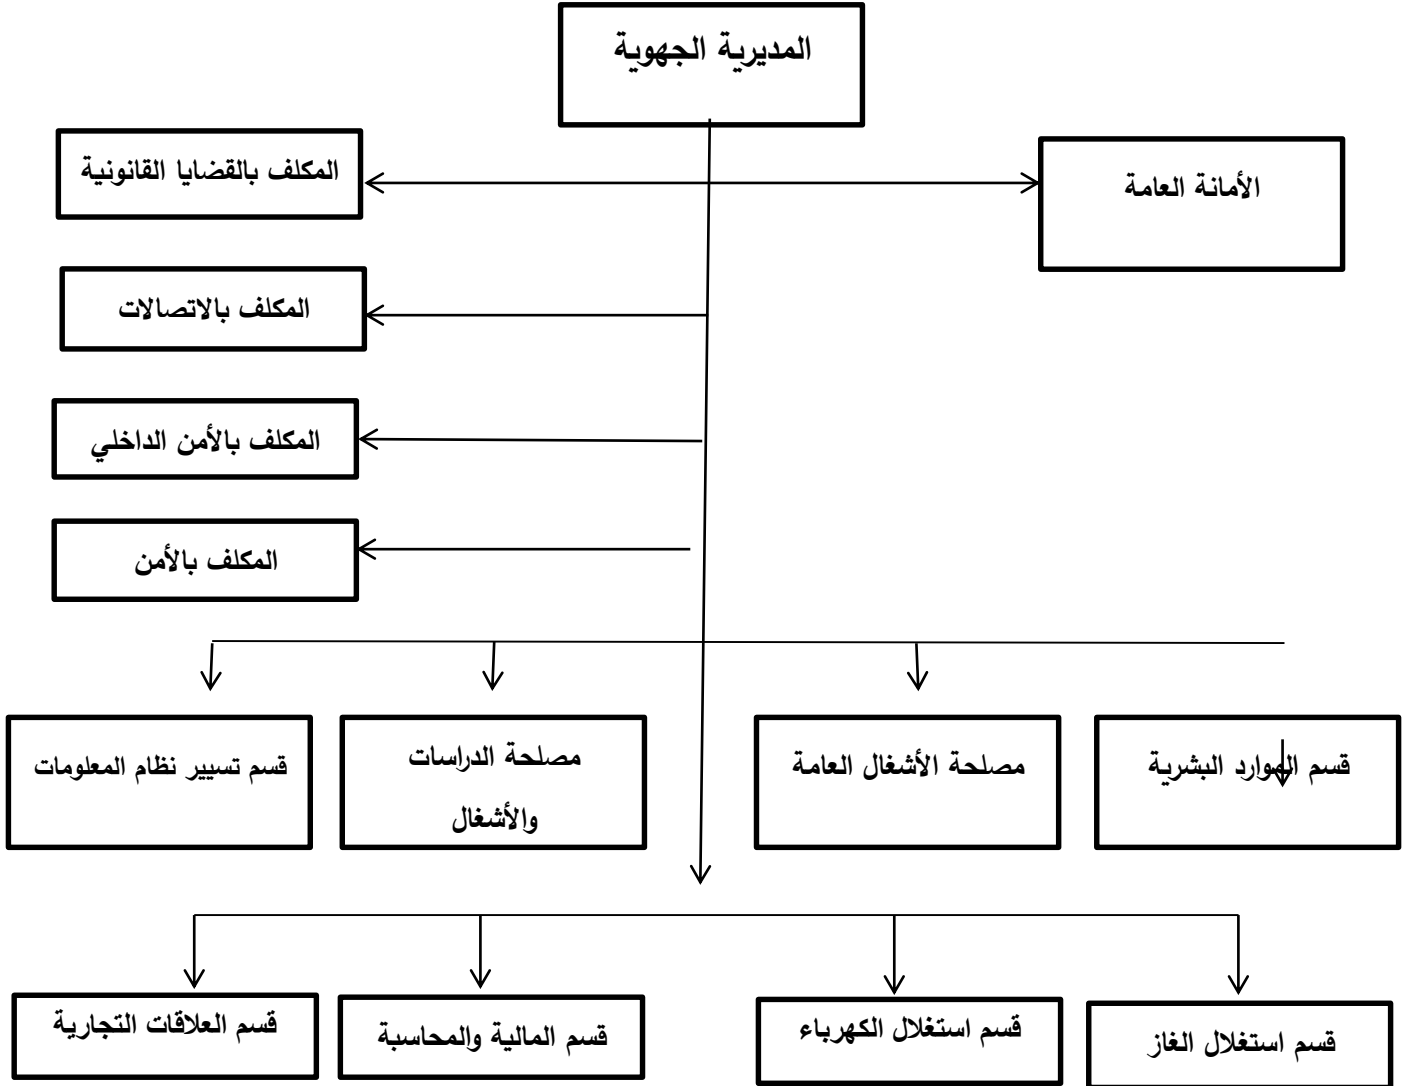 المديرية الجهوية
الأمانة العامة
المكلف بالقضايا القانونية
المكلف بالاتصالات
المكلف بالأمن الداخلي
المكلف بالأمن
قسم الموارد البشرية
مصلحة الأشغال العامة
مصلحة الدراسات
والأشغال
قسم تسيير نظام المعلومات
قسم استغلال الغاز
قسم استغلال الكهرباء
قسم المالية والمحاسبة
قسم العلاقات التجارية